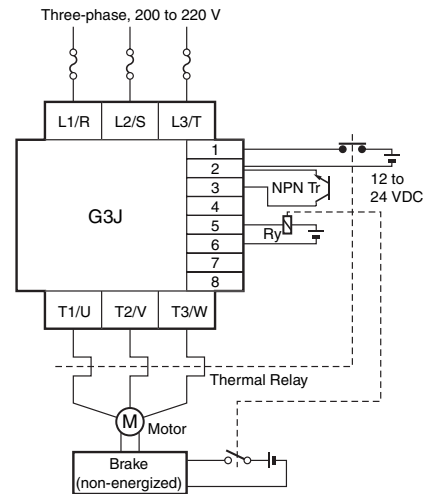 Three-phase, 200 to 220 V
L1/R L2/S L3/T
1
2
3
4
5
6
7
8
G3J
NPN Tr
12 to
24 VDC
Ry
T1/U T2/V T3/W
Thermal Relay
M
Motor
Brake
(non-energized)